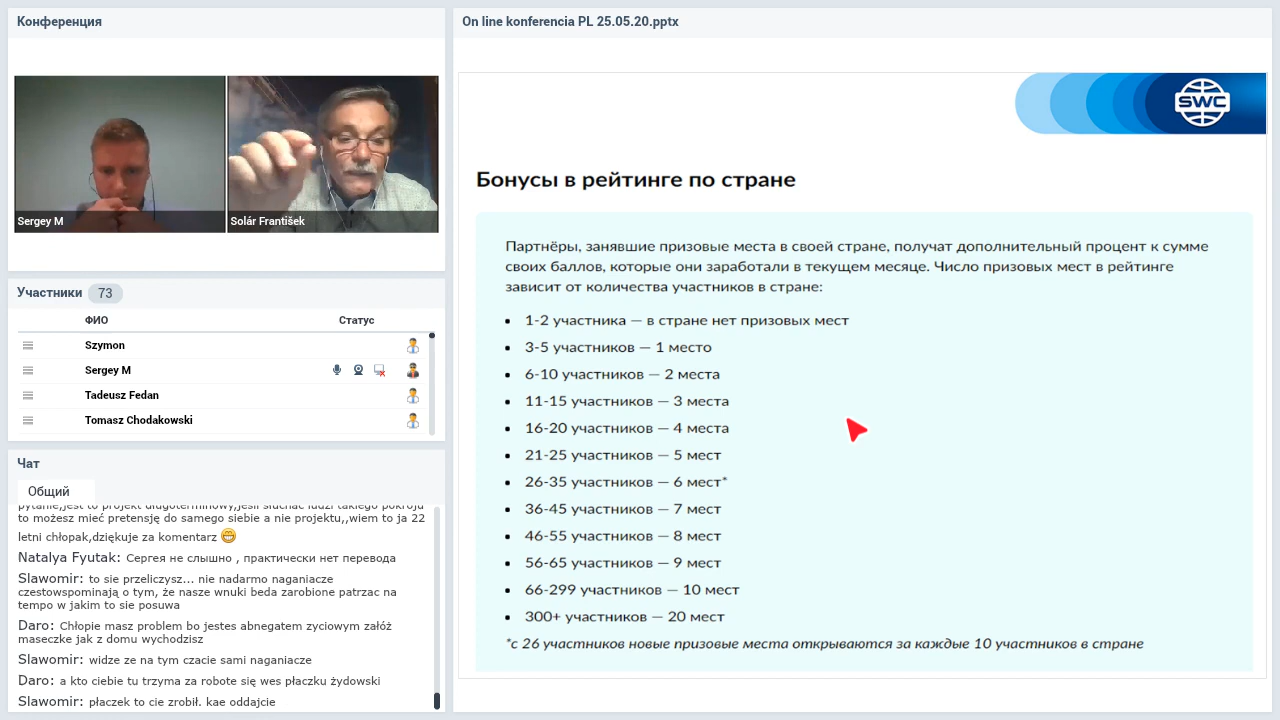 Конференция
Sergey M
Solár František
Участники 73
ФИО Статус
Szymon
Sergey M
Tadeusz Fedan
Tomasz Chodakowski
Чат
Общий
to możesz mieć pretensję do samego siebie a nie projektu,,wiem to ja 22
letni chłopak,dziękuje za komentarz
Natalya Fyutak: Сергея не слышно , практически нет перевода
Slawomir: to sie przeliczysz... nie nadarmo naganiacze
czestowspominają o tym, że nasze wnuki beda zarobione patrzac na
tempo w jakim to sie posuwa
Daro: Chłopie masz problem bo jestes abnegatem zyciowym załóż
maseczke jak z domu wychodzisz
Slawomir: widze ze na tym czacie sami naganiacze
Daro: a kto ciebie tu trzyma za robote się wes płaczku żydowski
Slawomir: płaczek to cie zrobił. kae oddajcie
On line konferencia PL 25.05.20.pptx
SWC
Бонусы в рейтинге по стране
Партнёры, занявшие призовые места в своей стране, получат дополнительный процент к сумме
своих баллов, которые они заработали в текущем месяце. Число призовых мест в рейтинге
зависит от количества участников в стране:
• 1-2 участника — в стране нет призовых мест
• 3-5 участников — 1 место
• 6-10 участников — 2 места
• 11-15 участников — 3 места
• 16-20 участников — 4 места
• 21-25 участников — 5 мест
• 26-35 участников — 6 мест*
• 36-45 участников — 7 мест
• 46-55 участников — 8 мест
• 56-65 участников — 9 мест
• 66-299 участников — 10 мест
• 300+ участников — 20 мест
*с 26 участников новые призовые места открываются за каждые 10 участников в стране